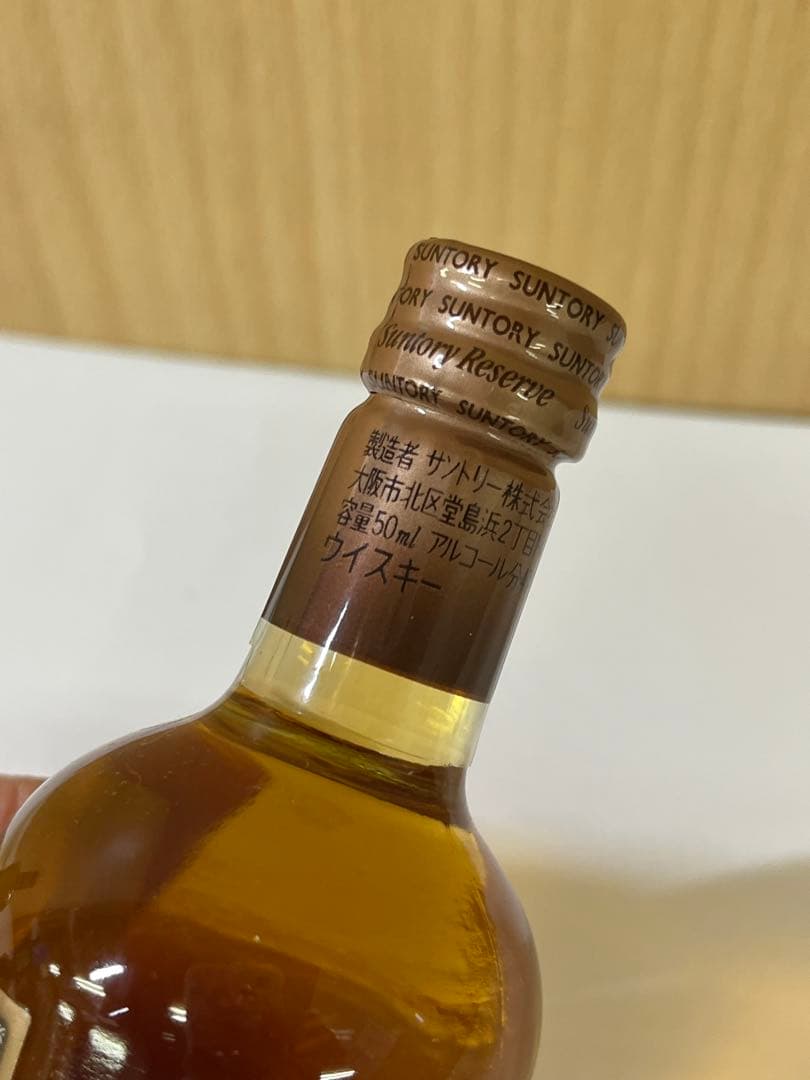 SUNTORY SUNTORY
SUNTORY SUNTORY
Suntory Reserve
SUNTORY SUNTORY
製造者 サントリー株式会
大阪市北区堂島浜2丁目
容量50ml アルコール分
ウイスキー